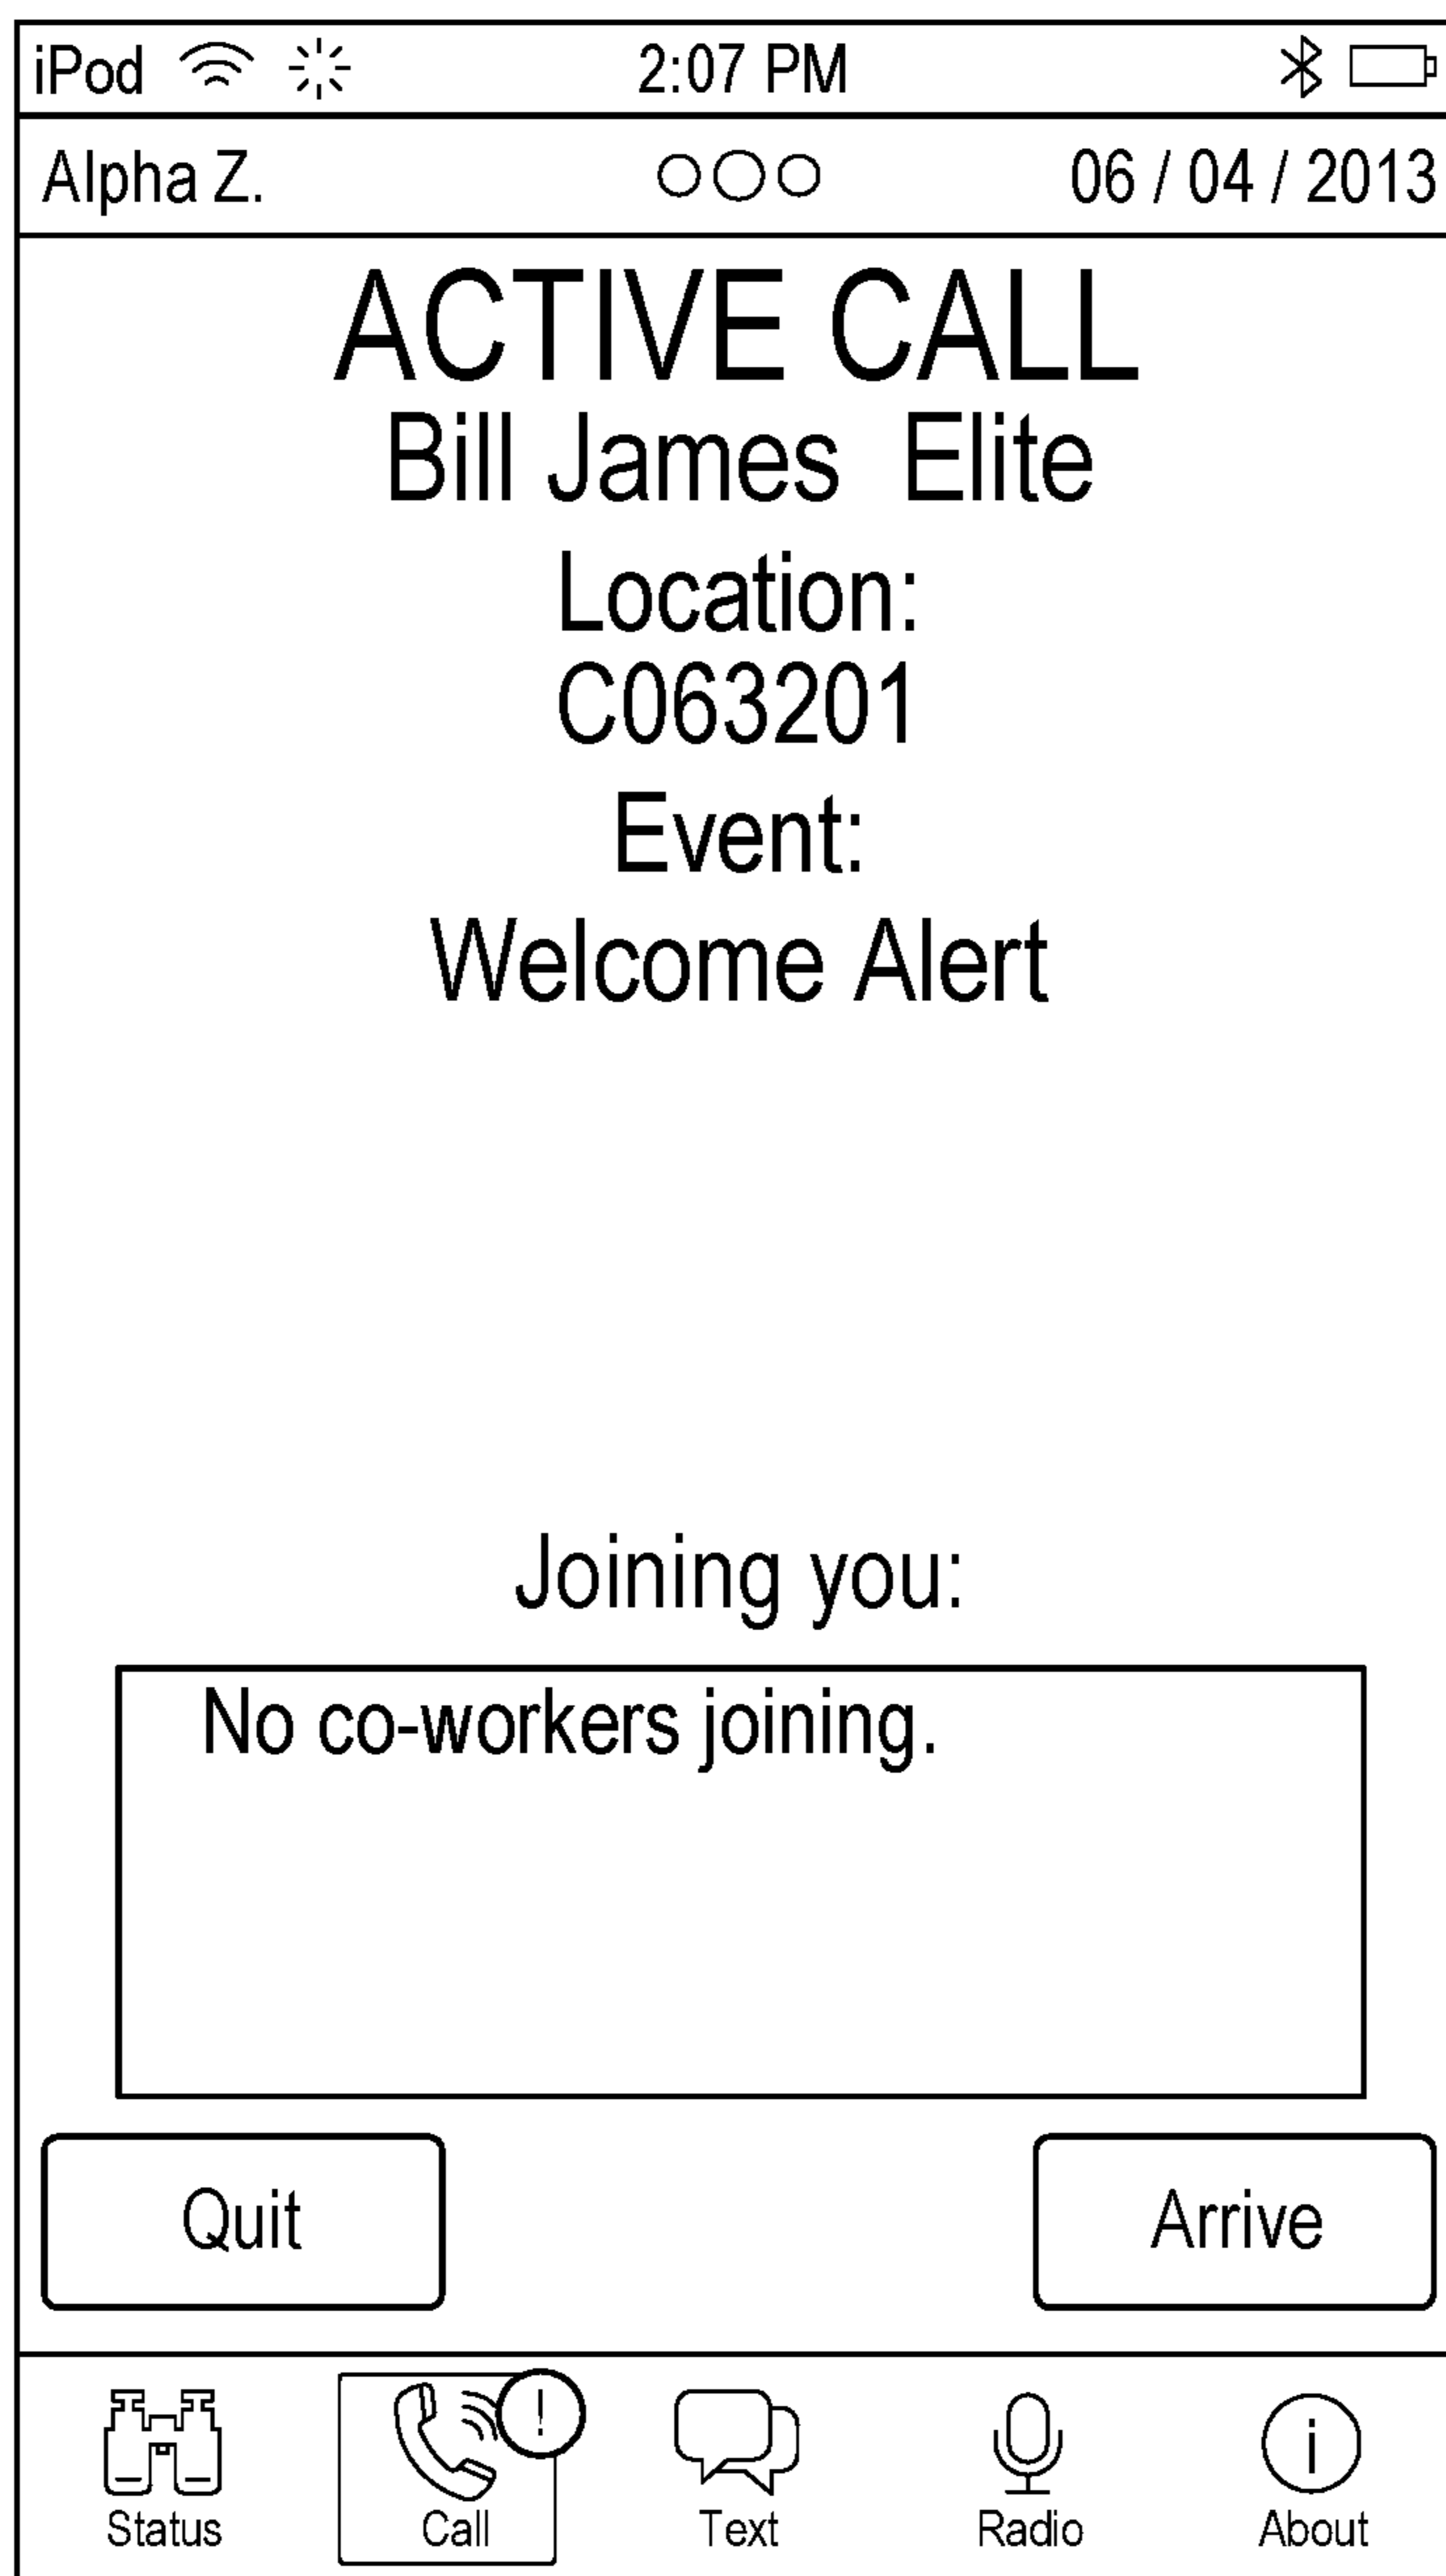 iPod 2:07 PM
Alpha Z. 06 / 04 / 2013
ACTIVE CALL
Bill James Elite
Location:
C063201
Event:
Welcome Alert
Joining you:
No co-workers joining.
Quit Arrive
!
i
Status Call Text Radio About